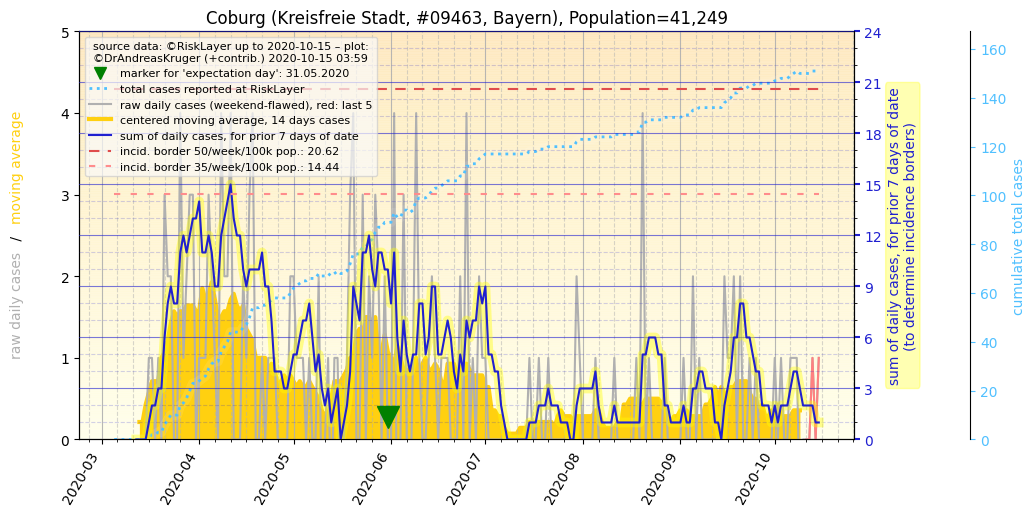 Coburg (Kreisfreie Stadt, #09463, Bayern), Population=41,249
source data: ©RiskLayer up to 2020-10-15 – plot:
©DrAndreasKruger (+contrib.) 2020-10-15 03:59
marker for 'expectation day': 31.05.2020
total cases reported at RiskLayer
raw daily cases (weekend-flawed), red: last 5
centered moving average, 14 days cases
sum of daily cases, for prior 7 days of date
incid. border 50/week/100k pop.: 20.62
incid. border 35/week/100k pop.: 14.44
raw daily cases / moving average
5
4
3
2
1
0
2020-03
2020-04
2020-05
2020-06
2020-07
2020-08
2020-09
2020-10
24
21
18
15
12
9
6
3
0
sum of daily cases, for prior 7 days of date
(to determine incidence borders)
160
140
120
100
80
60
40
20
0
cumulative total cases